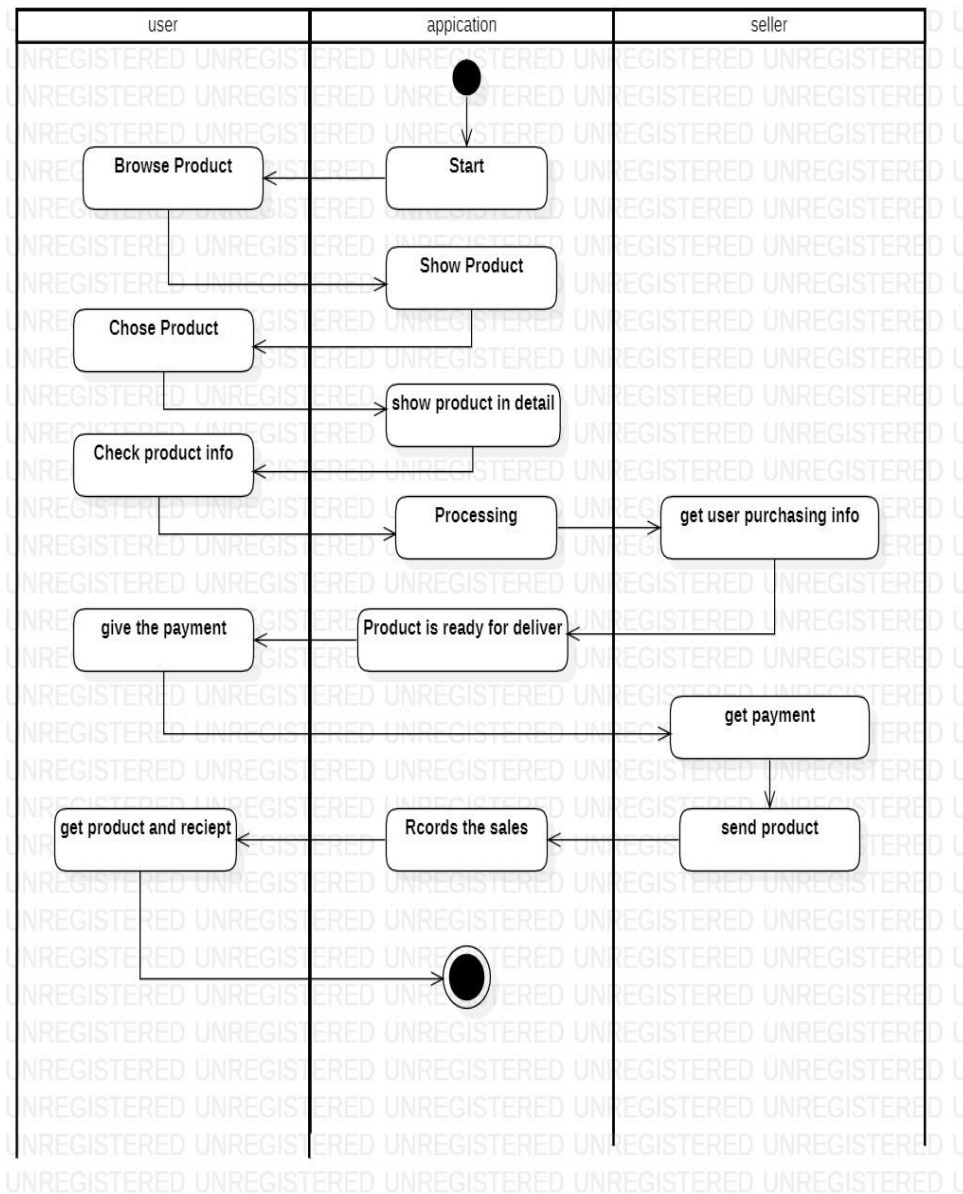 user
appication
seller
Start
Browse Product
Show Product
Chose Product
show product in detail
Check product info
Processing
get user purchasing info
Product is ready for deliver
give the payment
get payment
send product
Rcords the sales
get product and reciept
UNREGISTERED